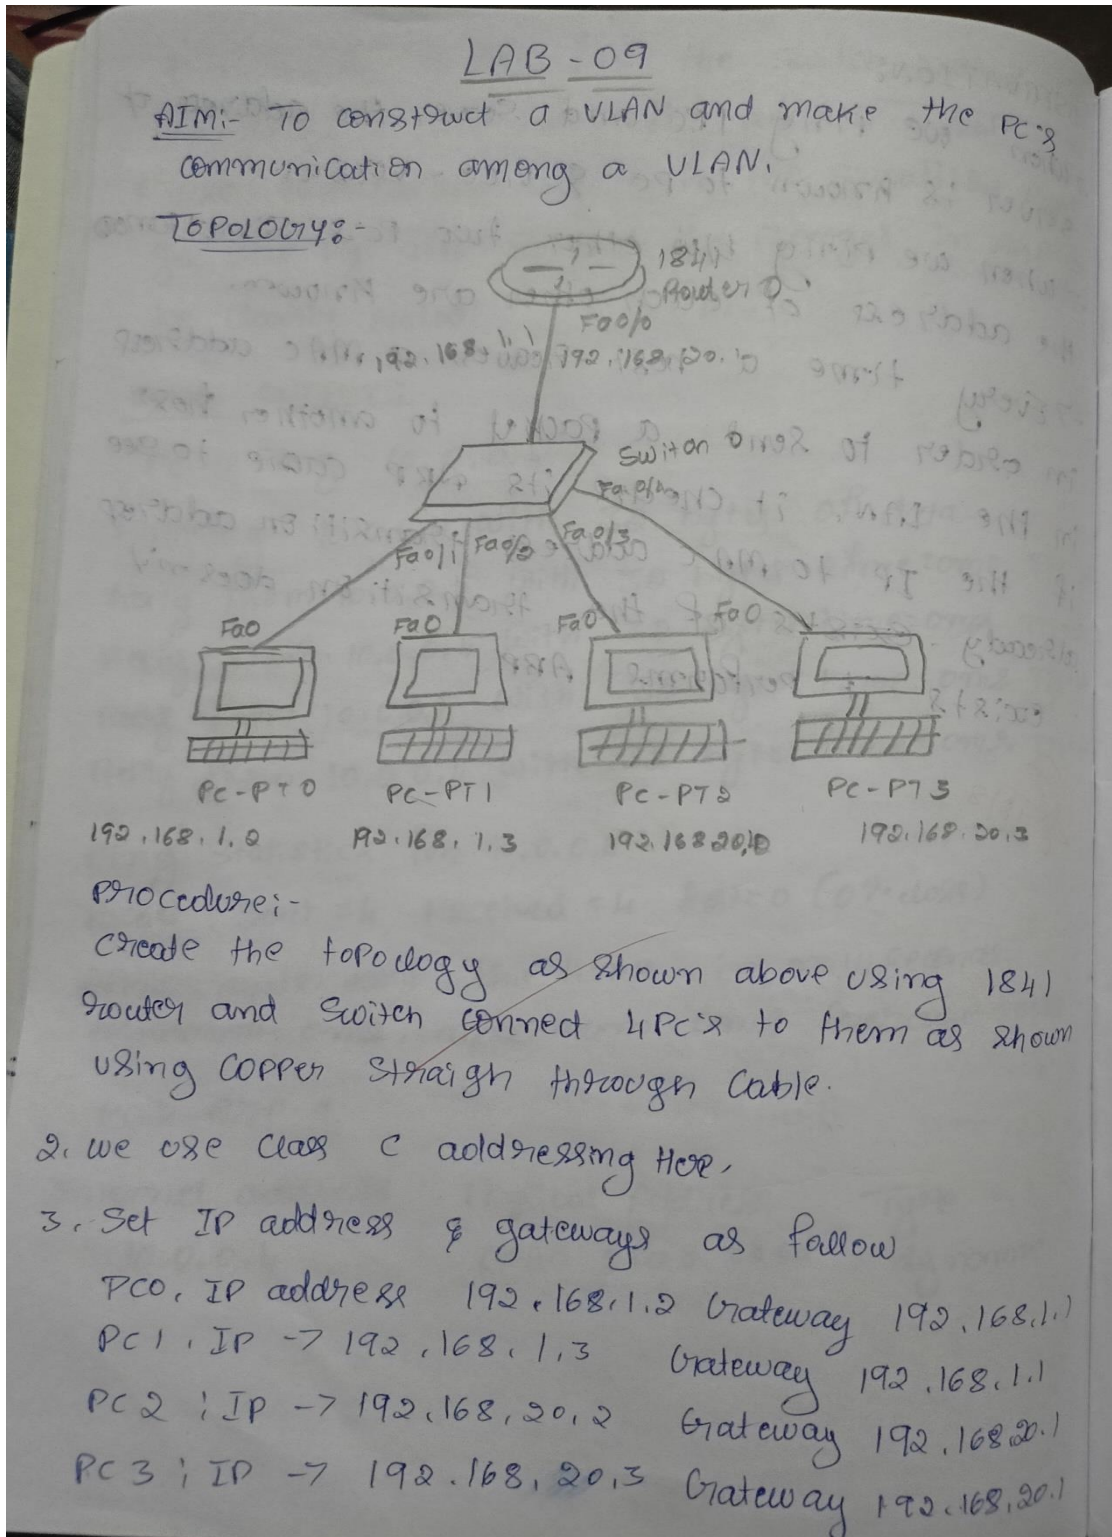 LAB - 09
AIM:- To construct a VLAN and make the PC's
communication among a VLAN.
TOPOLOGY:-
1841
Router 0
Fa0/0
192.168.1.1 192.168.20.1
Switch 0
Fa0/4
Fa0/1 Fa0/2 Fa0/3
Fa0 Fa0 Fa0 Fa0
PC-PT0 PC-PT1 PC-PT2 PC-PT3
192.168.1.2 192.168.1.3 192.168.20. 192.168.20.3
Procedure:-
Create the topology as shown above using 1841
router and switch connect 4PC's to them as shown
using copper straigh through cable.
2. we use class C addressing Here.
3. Set IP address & gateways as fallow
PC0, IP address 192.168.1.2 Gateway 192.168.1.1
PC1, IP -> 192.168.1.3 Gateway 192.168.1.1
PC2 ; IP -> 192.168.20.2 Gateway 192.168.20.1
PC3 ; IP -> 192.168.20.3 Gateway 192.168.20.1